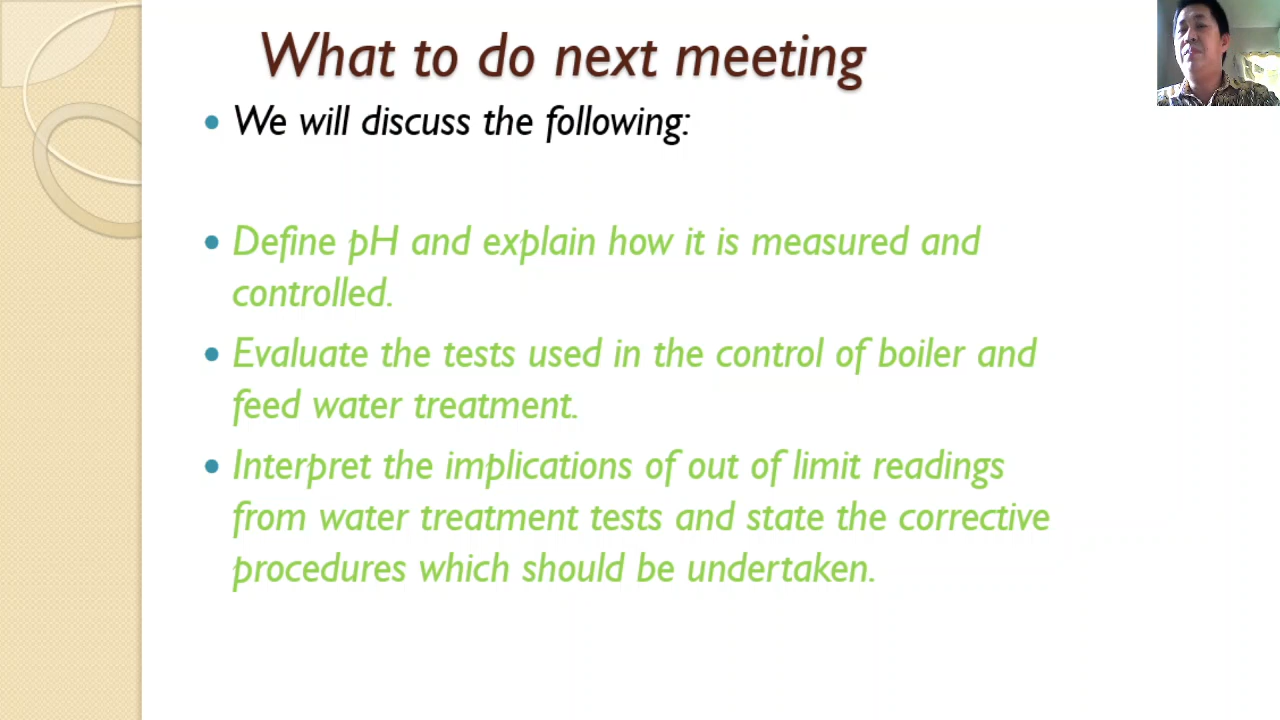 What to do next meeting
We will discuss the following:
Define pH and explain how it is measured and
controlled.
Evaluate the tests used in the control of boiler and
feed water treatment.
Interpret the implications of out of limit readings
from water treatment tests and state the corrective
procedures which should be undertaken.